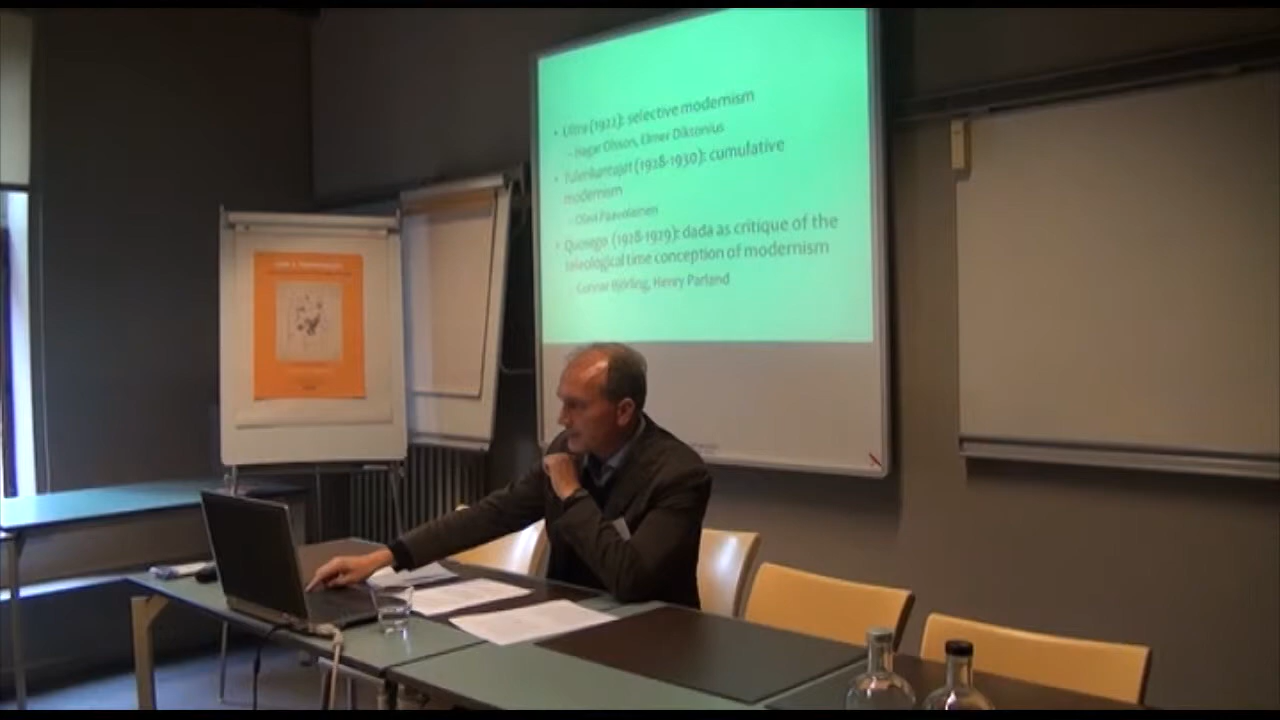 • Ultra (1922): selective modernism
– Hagar Olsson, Elmer Diktonius
• Tulenkantajat (1928-1930): cumulative
modernism
– Olavi Paavolainen
• Quosego (1928-1929): dada as critique of the
teleological time conception of modernism
Gunnar Björling, Henry Parland